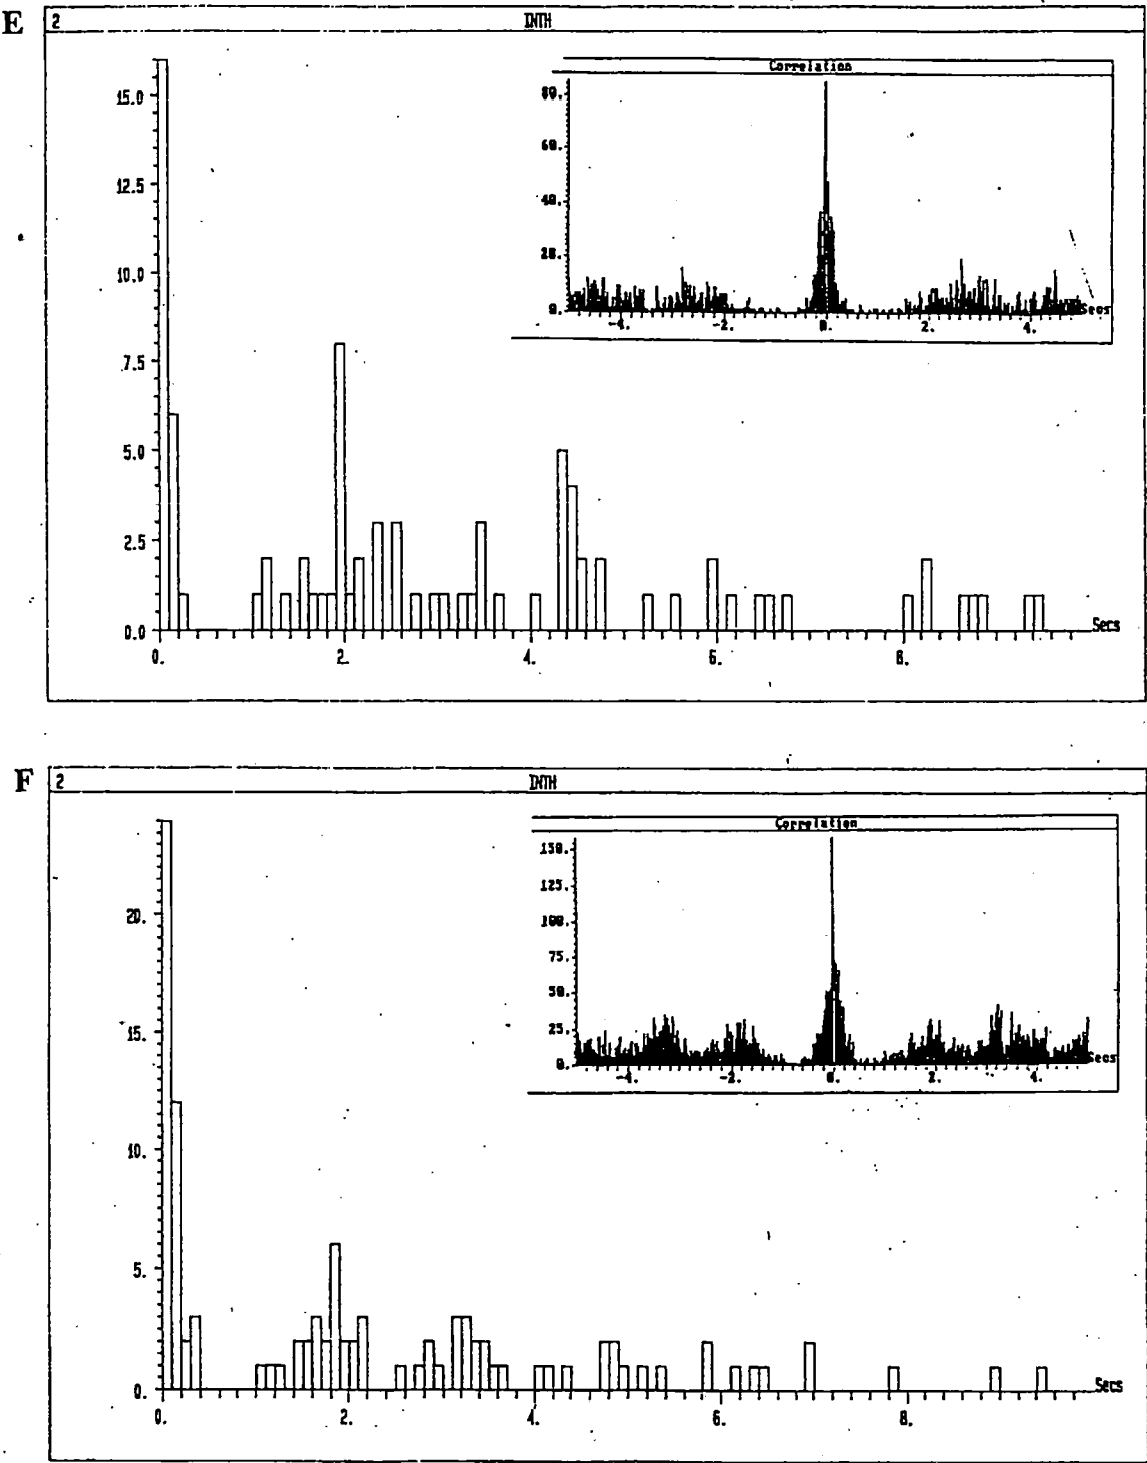 E
2 INTH
Correlation
80.
60.
40.
20.
0.
-4. -2. 0. 2. 4. Secs
15.0
12.5
10.0
7.5
5.0
2.5
0.0
0. 2. 4. 6. 8. Secs
F
2 INTH
Correlation
150.
125.
100.
75.
50.
25.
0.
-4. -2. 0. 2. 4. Secs
20.
15.
10.
5.
0.
0. 2. 4. 6. 8. Secs